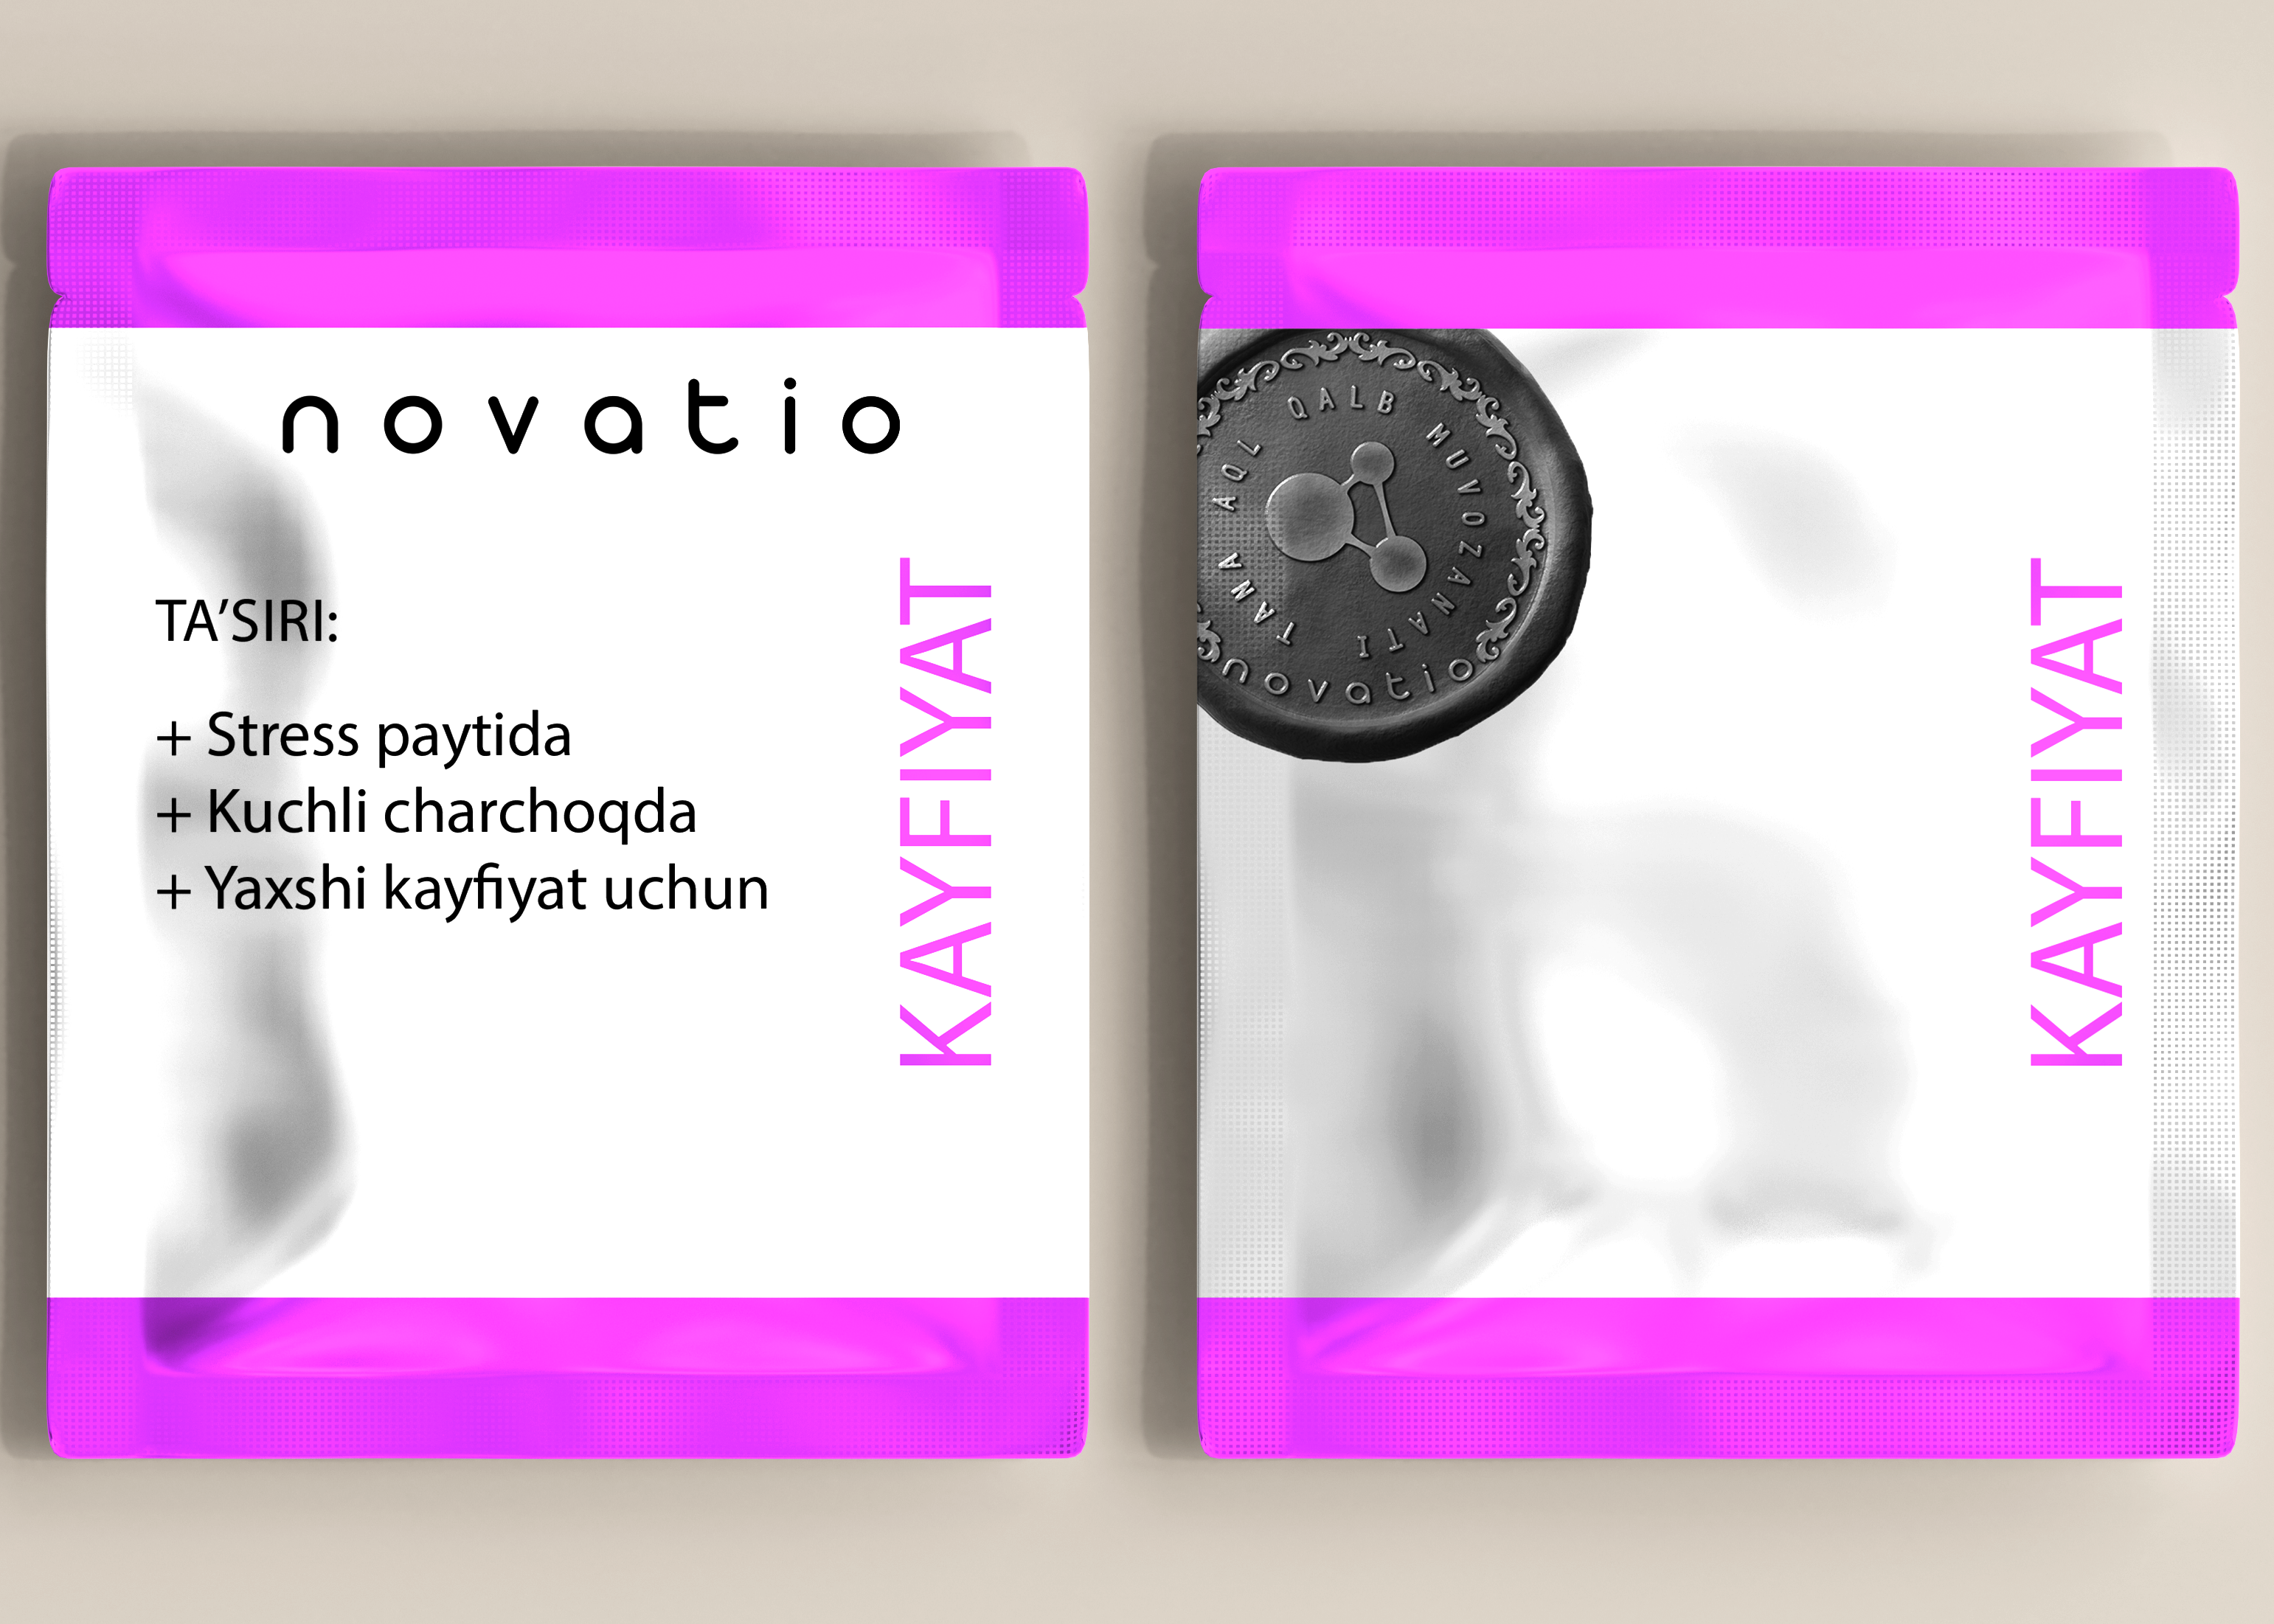 novatio
TA’SIRI:
+ Stress paytida
+ Kuchli charchoqda
+ Yaxshi kayfiyat uchun
KAYFIYAT
TANA AQL QALB MUVOZANATI
novatio
KAYFIYAT